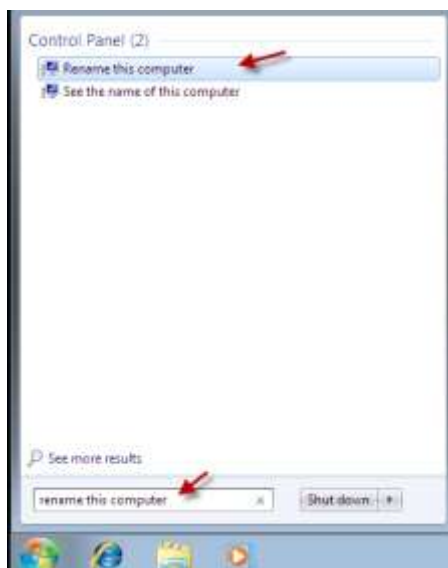 Control Panel (2)
Rename this computer
See the name of this computer
See more results
rename this computer
Shut down